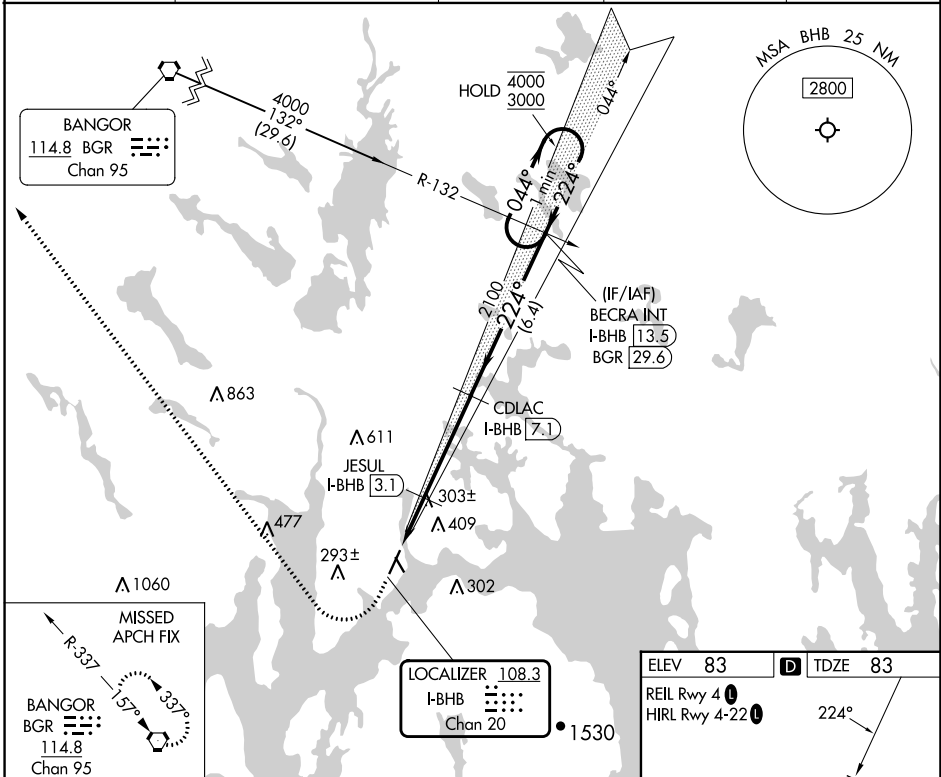 MSA BHB 25 NM
2800
HOLD 4000
3000
044°
4000
132°
(29.6)
BANGOR
114.8 BGR
Chan 95
R-132
044°
1 min
224°
2100
224°
(6.4)
(IF/IAF)
BECRA INT
I-BHB 13.5
BGR 29.6
863
CDLAC
I-BHB 7.1
611
JESUL
I-BHB 3.1
303±
409
477
293±
1060
302
MISSED
APCH FIX
R-337
157°
337°
BANGOR
BGR
114.8
Chan 95
LOCALIZER 108.3
I-BHB
Chan 20
1530
ELEV 83 D TDZE 83
REIL Rwy 4 L
HIRL Rwy 4-22 L
224°